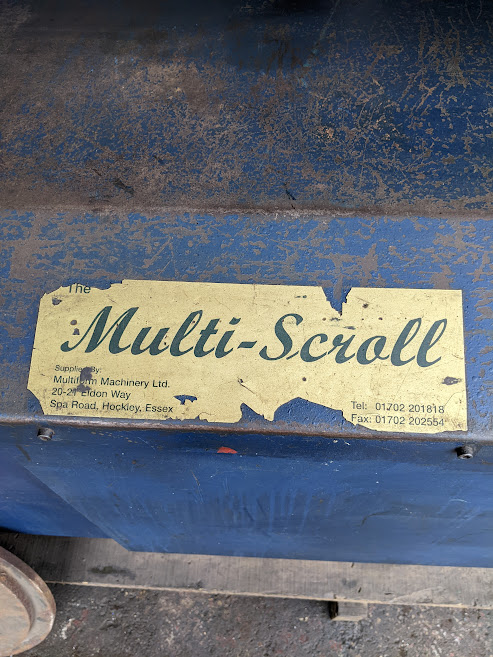 The
Multi-Scroll
Supplied By:
Multiform Machinery Ltd.
20-21 Eldon Way
Spa Road, Hockley, Essex
Tel: 01702 201818
Fax: 01702 202554